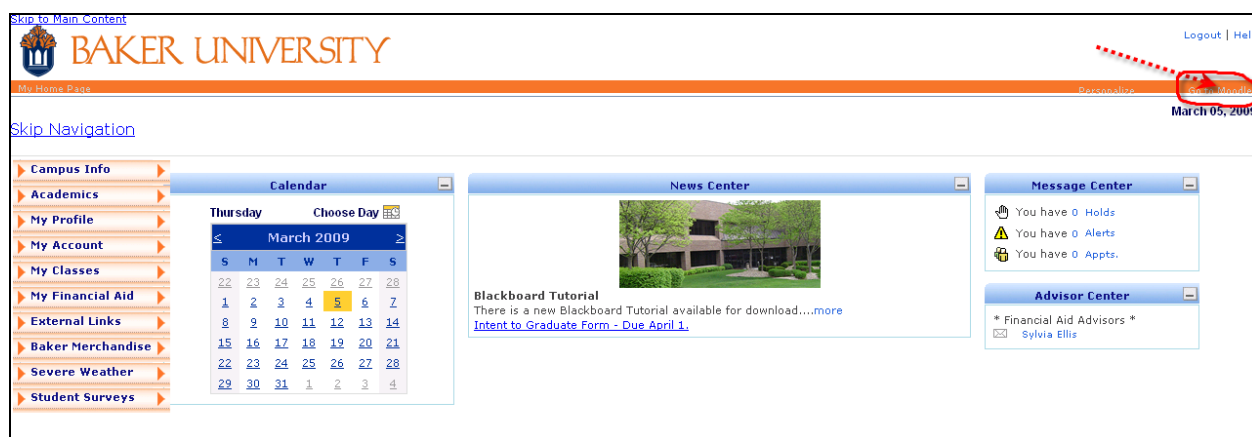 Skip to Main Content
BAKER UNIVERSITY
Logout | Hel
My Home Page
Personalize
Go to Moodle
March 05, 2009
Skip Navigation
Campus Info
Academics
My Profile
My Account
My Classes
My Financial Aid
External Links
Baker Merchandise
Severe Weather
Student Surveys
Calendar
Thursday Choose Day
< March 2009 >
S M T W T F S
22 23 24 25 26 27 28
1 2 3 4 5 6 7
8 9 10 11 12 13 14
15 16 17 18 19 20 21
22 23 24 25 26 27 28
29 30 31 1 2 3 4
News Center
Blackboard Tutorial
There is a new Blackboard Tutorial available for download....more
Intent to Graduate Form - Due April 1.
Message Center
You have 0 Holds
You have 0 Alerts
You have 0 Appts.
Advisor Center
* Financial Aid Advisors *
Sylvia Ellis